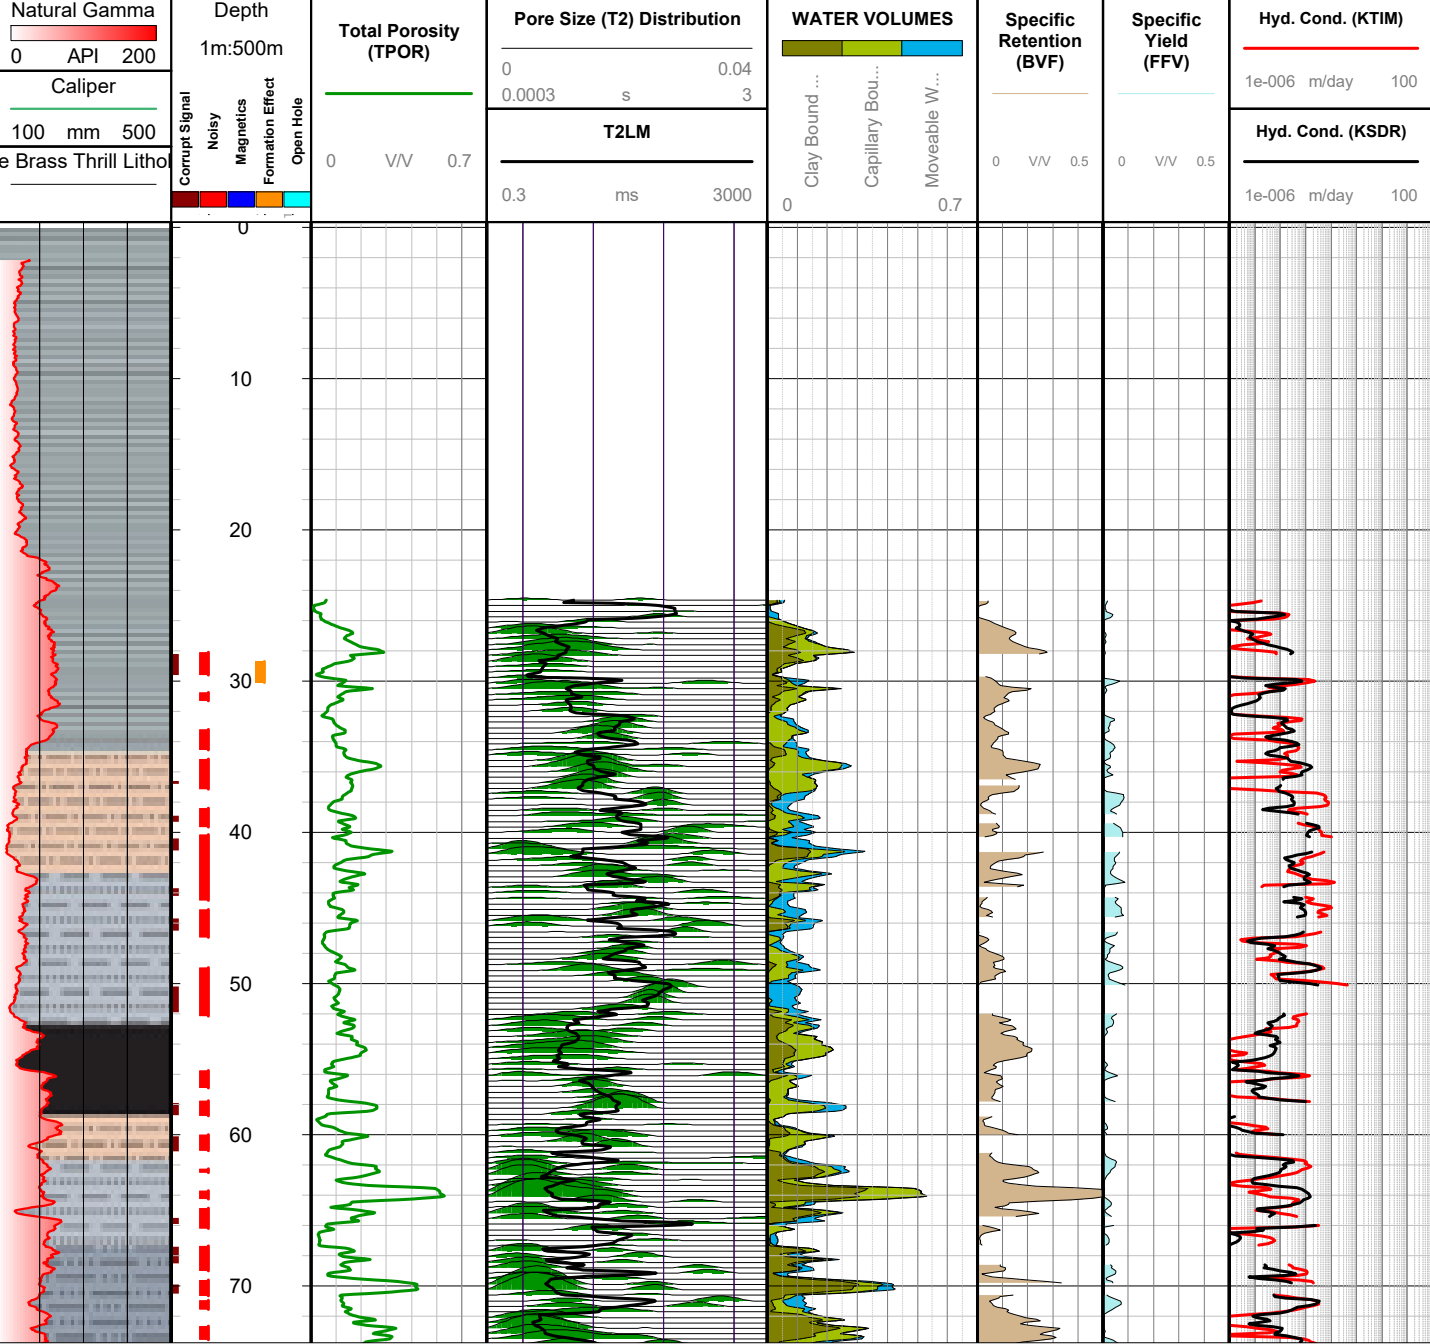 Natural Gamma
0 API 200
Caliper
100 mm 500
e Brass Thrill Lithol
Depth
1m:500m
Corrupt Signal
Noisy
Magnetics
Formation Effect
Open Hole
Total Porosity
(TPOR)
0 V/V 0.7
Pore Size (T2) Distribution
0 0.04
0.0003 s 3
T2LM
0.3 ms 3000
WATER VOLUMES
Clay Bound ...
Capillary Bou...
Moveable W...
0 0.7
Specific
Retention
(BVF)
0 V/V 0.5
Specific
Yield
(FFV)
0 V/V 0.5
Hyd. Cond. (KTIM)
1e-006 m/day 100
Hyd. Cond. (KSDR)
1e-006 m/day 100
0
10
20
30
40
50
60
70